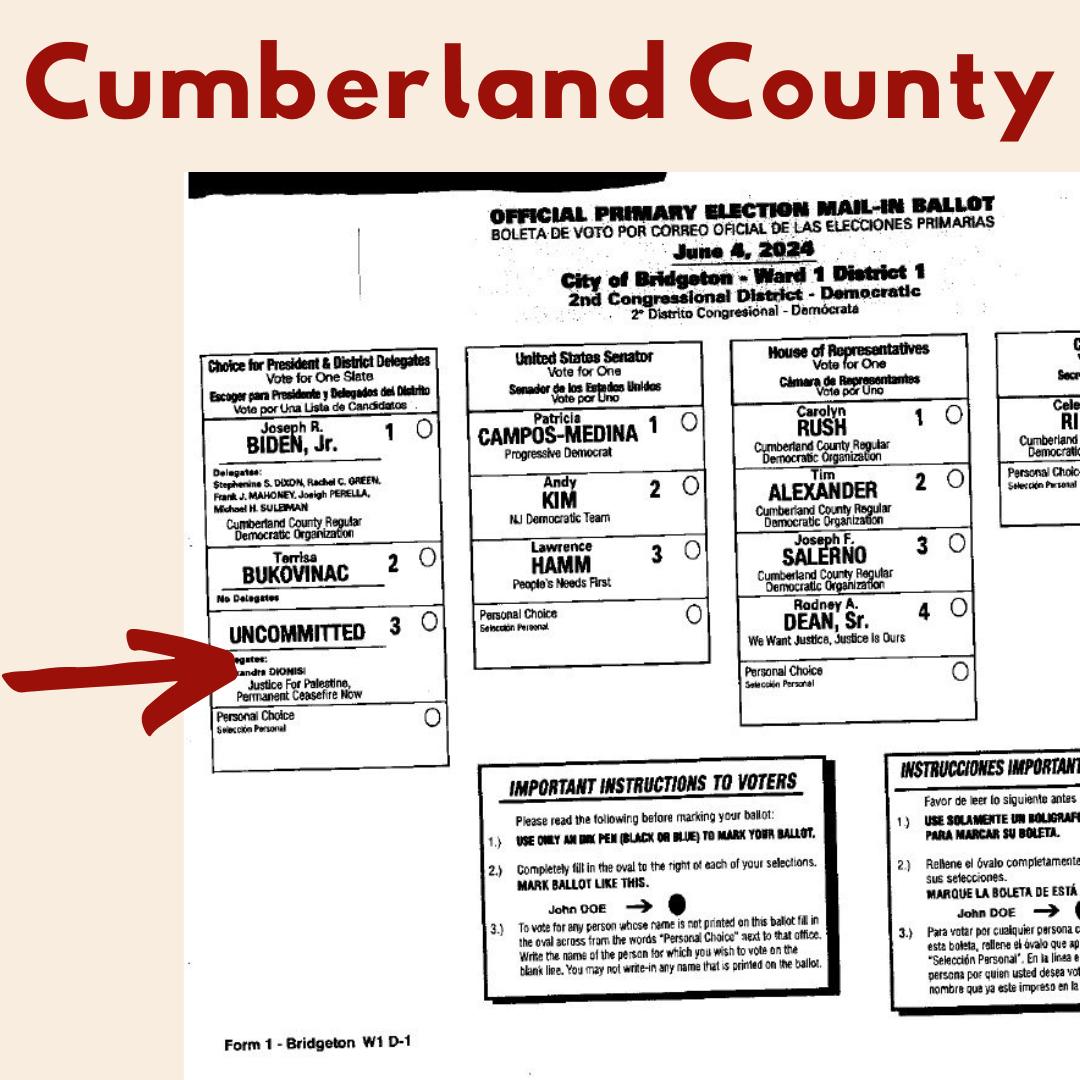 Cumberland County
OFFICIAL PRIMARY ELECTION MAIL-IN BALLOT
BOLETA DE VOTO POR CORREO OFICIAL DE LAS ELECCIONES PRIMARIAS
June 4, 2024
City of Bridgeton - Ward 1 District 1
2nd Congressional District - Democratic
2° Distrito Congresional - Demócrata
Choice for President & District Delegates
Vote for One Slate
Escoger para Presidente y Delegados del Distrito
Vote por Una Lista de Candidatos
Joseph R.
BIDEN, Jr. 1
Delegates:
Stephenine S. DIXON, Rachel C. GREEN,
Frank J. MAHONEY, Joeigh PERELLA,
Michael H. SULEIMAN
Cumberland County Regular
Democratic Organization
Terrisa
BUKOVINAC 2
No Delegates
UNCOMMITTED 3
egates:
xandra DIONISI
Justice For Palestine,
Permanent Ceasefire Now
Personal Choice
Selección Personal
United States Senator
Vote for One
Senador de los Estados Unidos
Vote por Uno
Patricia
CAMPOS-MEDINA 1
Progressive Democrat
Andy
KIM 2
NJ Democratic Team
Lawrence
HAMM 3
People's Needs First
Personal Choice
Selección Personal
House of Representatives
Vote for One
Cámara de Representantes
Vote por Uno
Carolyn
RUSH 1
Cumberland County Regular
Democratic Organization
Tim
ALEXANDER 2
Cumberland County Regular
Democratic Organization
Joseph F.
SALERNO 3
Cumberland County Regular
Democratic Organization
Rodney A.
DEAN, Sr. 4
We Want Justice, Justice Is Ours
Personal Choice
Selección Personal
C
Secre
Cele
RI
Cumberland
Democratic
Personal Choic
Selección Personal
IMPORTANT INSTRUCTIONS TO VOTERS
Please read the following before marking your ballot:
1.) USE ONLY AN INK PEN (BLACK OR BLUE) TO MARK YOUR BALLOT.
2.) Completely fill in the oval to the right of each of your selections.
MARK BALLOT LIKE THIS.
John DOE →
3.) To vote for any person whose name is not printed on this ballot fill in
the oval across from the words "Personal Choice" next to that office.
Write the name of the person for which you wish to vote on the
blank line. You may not write-in any name that is printed on the ballot.
INSTRUCCIONES IMPORTANT
Favor de leer lo siguiente antes
1.) USE SOLAMENTE UN BOLIGRAFO
PARA MARCAR SU BOLETA.
2.) Rellene el óvalo completamente
sus selecciones.
MARQUE LA BOLETA DE ESTÁ
John DOE →
3.) Para votar por cualquier persona c
esta boleta, rellene el óvalo que ap
"Selección Personal". En la línea e
persona por quien usted desea vot
nombre que ya este impreso en la
Form 1 - Bridgeton W1 D-1